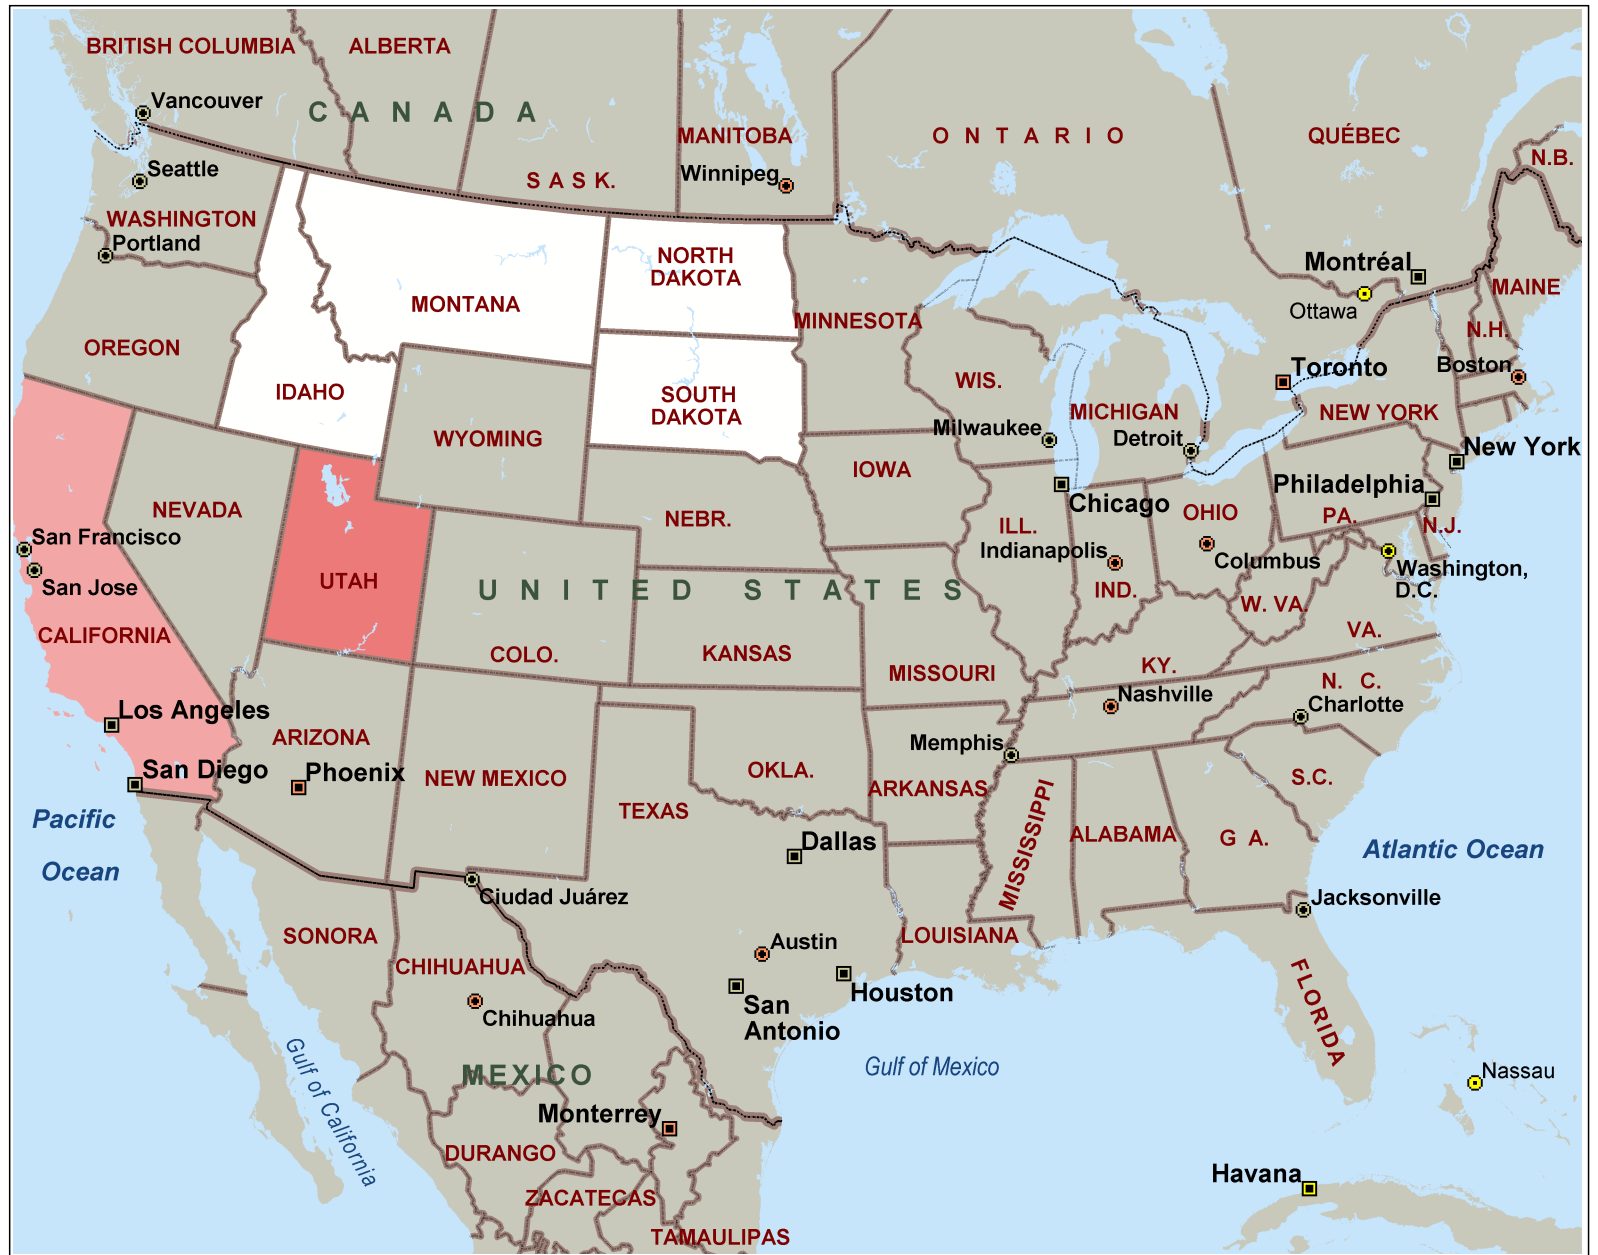 BRITISH COLUMBIA
ALBERTA
CANADA
Vancouver
SASK.
MANITOBA
Winnipeg
ONTARIO
QUÉBEC
N.B.
Seattle
WASHINGTON
Portland
OREGON
IDAHO
MONTANA
NORTH
DAKOTA
SOUTH
DAKOTA
MINNESOTA
WIS.
MICHIGAN
Milwaukee
Detroit
Montréal
Ottawa
Toronto
MAINE
N.H.
Boston
NEW YORK
New York
Philadelphia
PA.
N.J.
WYOMING
IOWA
NEVADA
NEBR.
ILL.
Chicago
OHIO
Indianapolis
IND.
Columbus
Washington,
D.C.
W. VA.
VA.
San Francisco
San Jose
CALIFORNIA
UTAH
UNITED STATES
COLO.
KANSAS
MISSOURI
KY.
Nashville
N. C.
Charlotte
Los Angeles
San Diego
ARIZONA
Phoenix
NEW MEXICO
TEXAS
OKLA.
ARKANSAS
Memphis
MISSISSIPPI
ALABAMA
G A.
S.C.
Pacific
Ocean
Atlantic Ocean
Dallas
Ciudad Juárez
SONORA
CHIHUAHUA
Chihuahua
Austin
San
Antonio
Houston
LOUISIANA
Jacksonville
FLORIDA
Gulf of Mexico
Gulf of California
MEXICO
Monterrey
DURANGO
ZACATECAS
TAMAULIPAS
Nassau
Havana